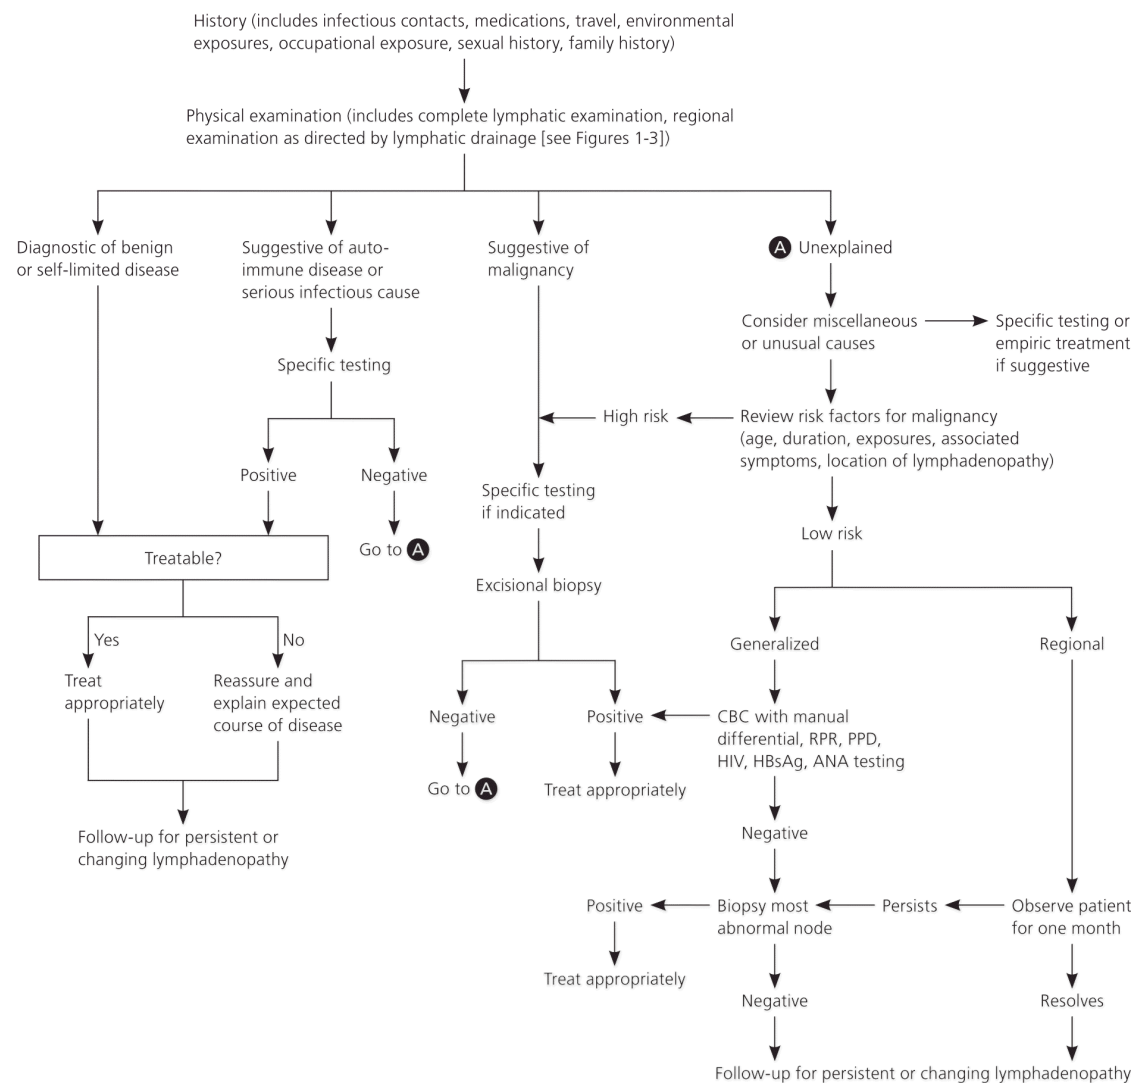 History (includes infectious contacts, medications, travel, environmental
exposures, occupational exposure, sexual history, family history)
Physical examination (includes complete lymphatic examination, regional
examination as directed by lymphatic drainage [see Figures 1-3])
Diagnostic of benign
or self-limited disease
Suggestive of auto-
immune disease or
serious infectious cause
Suggestive of
malignancy
A Unexplained
Consider miscellaneous
or unusual causes
Specific testing or
empiric treatment
if suggestive
Specific testing
High risk
Review risk factors for malignancy
(age, duration, exposures, associated
symptoms, location of lymphadenopathy)
Positive
Negative
Specific testing
if indicated
Low risk
Go to A
Treatable?
Excisional biopsy
Yes
No
Generalized
Regional
Treat
appropriately
Reassure and
explain expected
course of disease
Negative
Positive
CBC with manual
differential, RPR, PPD,
HIV, HBsAg, ANA testing
Go to A
Treat appropriately
Negative
Follow-up for persistent or
changing lymphadenopathy
Positive
Biopsy most
abnormal node
Persists
Observe patient
for one month
Treat appropriately
Negative
Resolves
Follow-up for persistent or changing lymphadenopathy